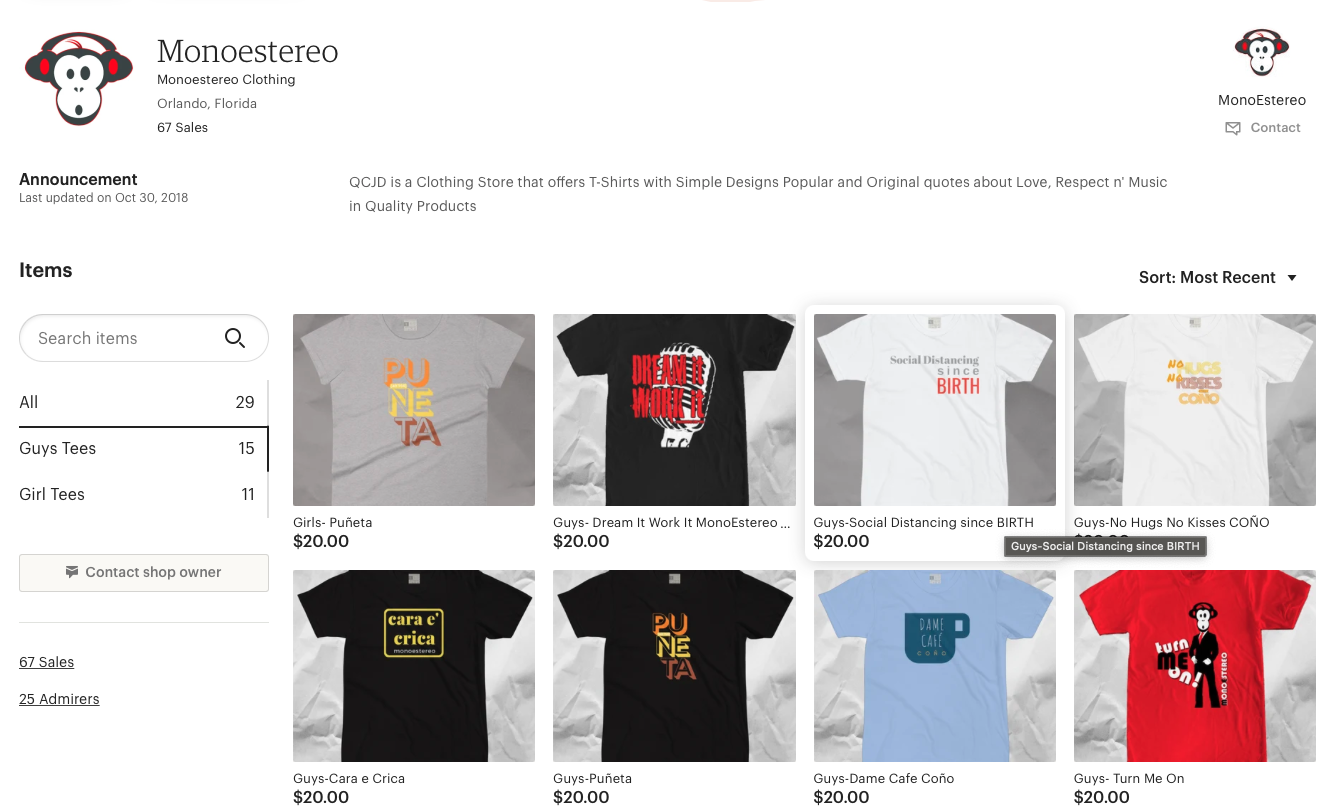 Monoestereo
Monoestereo Clothing
Orlando, Florida
67 Sales
MonoEstereo
Contact
Announcement
Last updated on Oct 30, 2018
QCJD is a Clothing Store that offers T-Shirts with Simple Designs Popular and Original quotes about Love, Respect n' Music
in Quality Products
Items
Sort: Most Recent
Search items
All 29
Guys Tees 15
Girl Tees 11
Contact shop owner
67 Sales
25 Admirers
PU
ÑE
TA
Girls- Puñeta
$20.00
DREAM it
WORK it
Guys- Dream It Work It MonoEstereo ...
$20.00
Social Distancing
since
BIRTH
Guys-Social Distancing since BIRTH
$20.00
NO HUGS
NO KISSES
COÑO
Guys-No Hugs No Kisses COÑO
$20.00
Guys-Social Distancing since BIRTH
cara e'
crica
monoestereo
Guys-Cara e Crica
$20.00
PU
ÑE
TA
Guys-Puñeta
$20.00
DAME
CAFÉ
COÑO
Guys-Dame Cafe Coño
$20.00
turn
ME
on!
MONO STEREO
Guys- Turn Me On
$20.00